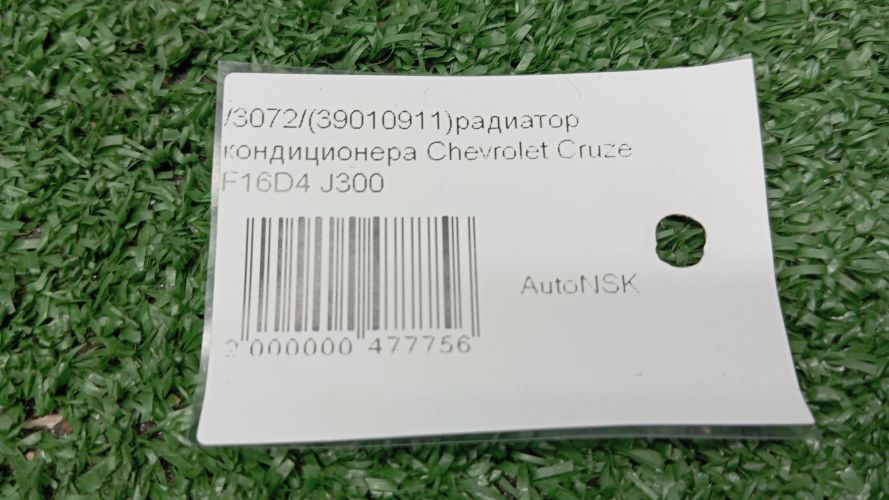 /3072/(39010911)радиатор
кондиционера Chevrolet Cruze
F16D4 J300
AutoNSK
2 000000 477756